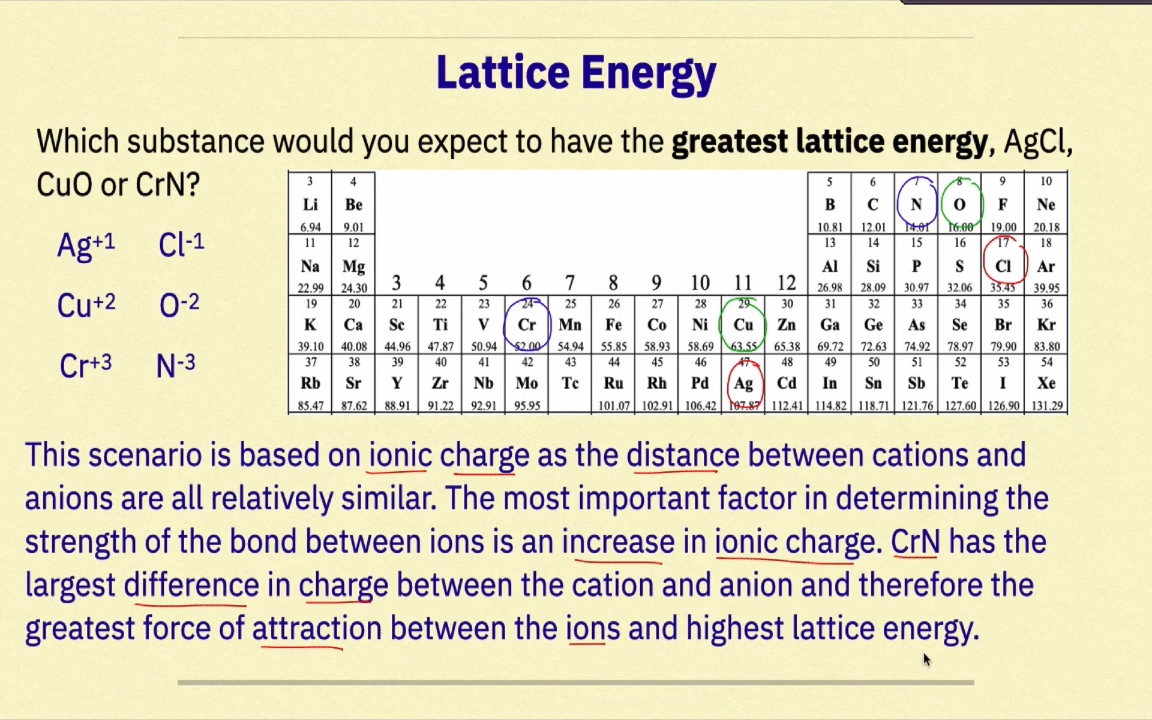 Lattice Energy
Which substance would you expect to have the greatest lattice energy, AgCl,
CuO or CrN?
Ag+1 Cl-1
Cu+2 O-2
Cr+3 N-3
3 4 5 6 7 8 9 10
Li Be B C N O F Ne
6.94 9.01 10.81 12.01 14.01 16.00 19.00 20.18
11 12 13 14 15 16 17 18
Na Mg Al Si P S Cl Ar
22.99 24.30 3 4 5 6 7 8 9 10 11 12 26.98 28.09 30.97 32.06 35.45 39.95
19 20 21 22 23 24 25 26 27 28 29 30 31 32 33 34 35 36
K Ca Sc Ti V Cr Mn Fe Co Ni Cu Zn Ga Ge As Se Br Kr
39.10 40.08 44.96 47.87 50.94 52.00 54.94 55.85 58.93 58.69 63.55 65.38 69.72 72.63 74.92 78.97 79.90 83.80
37 38 39 40 41 42 43 44 45 46 47 48 49 50 51 52 53 54
Rb Sr Y Zr Nb Mo Tc Ru Rh Pd Ag Cd In Sn Sb Te I Xe
85.47 87.62 88.91 91.22 92.91 95.95 101.07 102.91 106.42 107.87 112.41 114.82 118.71 121.76 127.60 126.90 131.29
This scenario is based on ionic charge as the distance between cations and
anions are all relatively similar. The most important factor in determining the
strength of the bond between ions is an increase in ionic charge. CrN has the
largest difference in charge between the cation and anion and therefore the
greatest force of attraction between the ions and highest lattice energy.